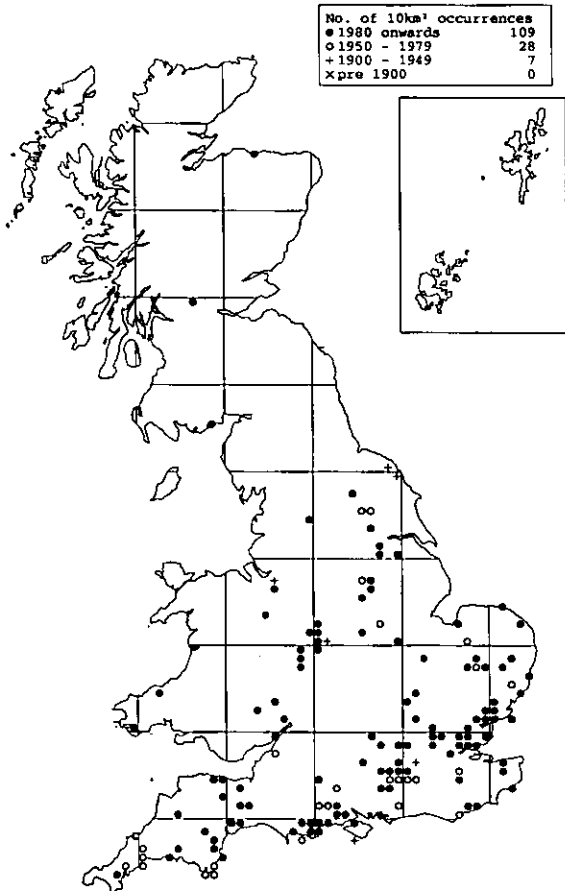 No. of 10km² occurrences
● 1980 onwards 109
○ 1950 - 1979 28
+ 1900 - 1949 7
× pre 1900 0